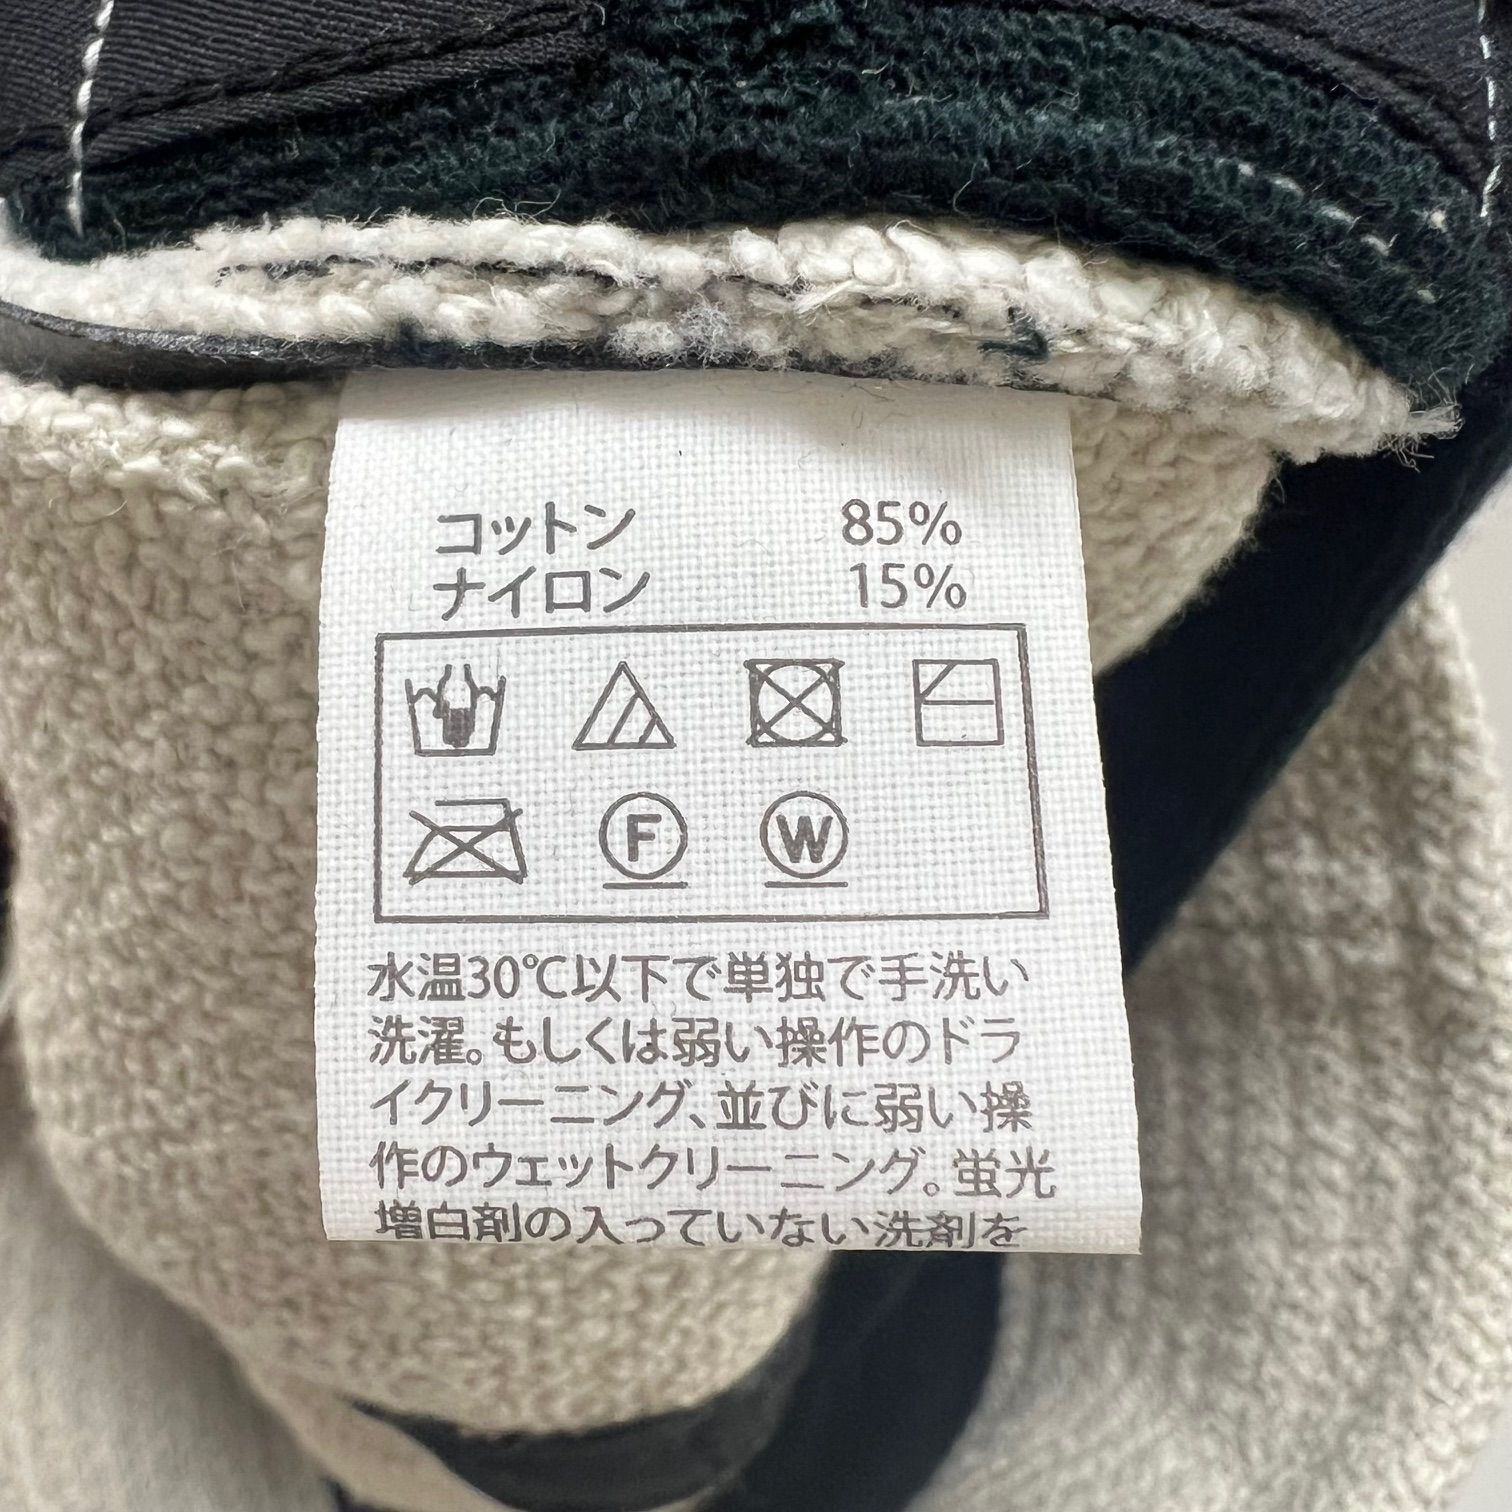 コットン 85%
ナイロン 15%
F W
水温30℃以下で単独で手洗い
洗濯。もしくは弱い操作のドラ
イクリーニング、並びに弱い操
作のウェットクリーニング。蛍光
増白剤の入っていない洗剤を